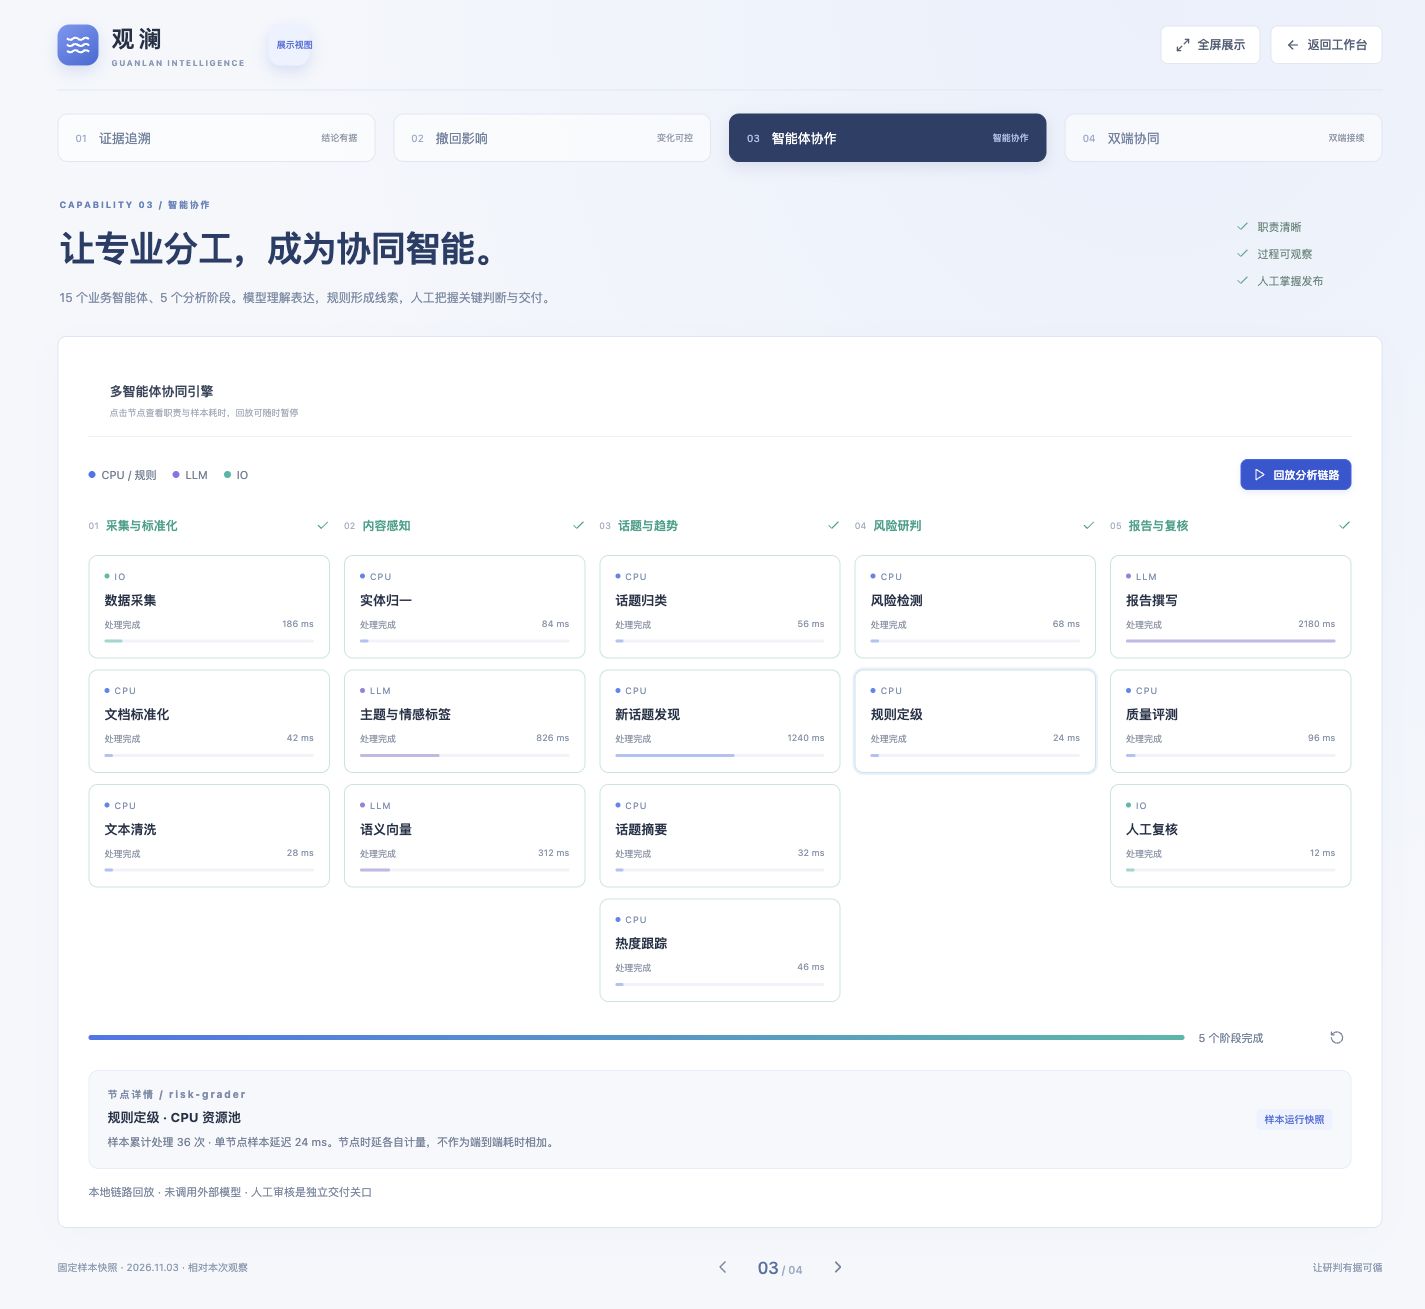 观澜
GUANLAN INTELLIGENCE
展示视图
全屏展示
返回工作台
01 证据追溯 结论有据
02 撤回影响 变化可控
03 智能体协作 智能协作
04 双端协同 双端接续
CAPABILITY 03 / 智能协作
让专业分工，成为协同智能。
15 个业务智能体、5 个分析阶段。模型理解表达，规则形成线索，人工把握关键判断与交付。
职责清晰
过程可观察
人工掌握发布
多智能体协同引擎
点击节点查看职责与样本耗时，回放可随时暂停
CPU / 规则 LLM IO
回放分析链路
01 采集与标准化
IO
数据采集
处理完成 186 ms
CPU
文档标准化
处理完成 42 ms
CPU
文本清洗
处理完成 28 ms
02 内容感知
CPU
实体归一
处理完成 84 ms
LLM
主题与情感标签
处理完成 826 ms
LLM
语义向量
处理完成 312 ms
03 话题与趋势
CPU
话题归类
处理完成 56 ms
CPU
新话题发现
处理完成 1240 ms
CPU
话题摘要
处理完成 32 ms
CPU
热度跟踪
处理完成 46 ms
04 风险研判
CPU
风险检测
处理完成 68 ms
CPU
规则定级
处理完成 24 ms
05 报告与复核
LLM
报告撰写
处理完成 2180 ms
CPU
质量评测
处理完成 96 ms
IO
人工复核
处理完成 12 ms
5 个阶段完成
节点详情 / risk-grader
规则定级 · CPU 资源池
样本累计处理 36 次 · 单节点样本延迟 24 ms。节点时延各自计量，不作为端到端耗时相加。
样本运行快照
本地链路回放 · 未调用外部模型 · 人工审核是独立交付关口
固定样本快照 · 2026.11.03 · 相对本次观察
03 / 04
让研判有据可循